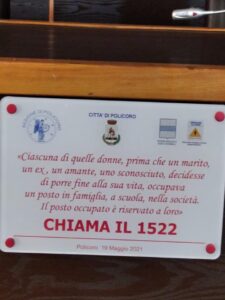 CITTA' DI POLICORO
«Ciascuna di quelle donne, prima che un marito,
un ex, un amante, uno sconosciuto, decidesse
di porre fine alla sua vita, occupava
un posto in famiglia, a scuola, nella società.
Il posto occupato è riservato a loro»
CHIAMA IL 1522
Policoro 19 Maggio 2021